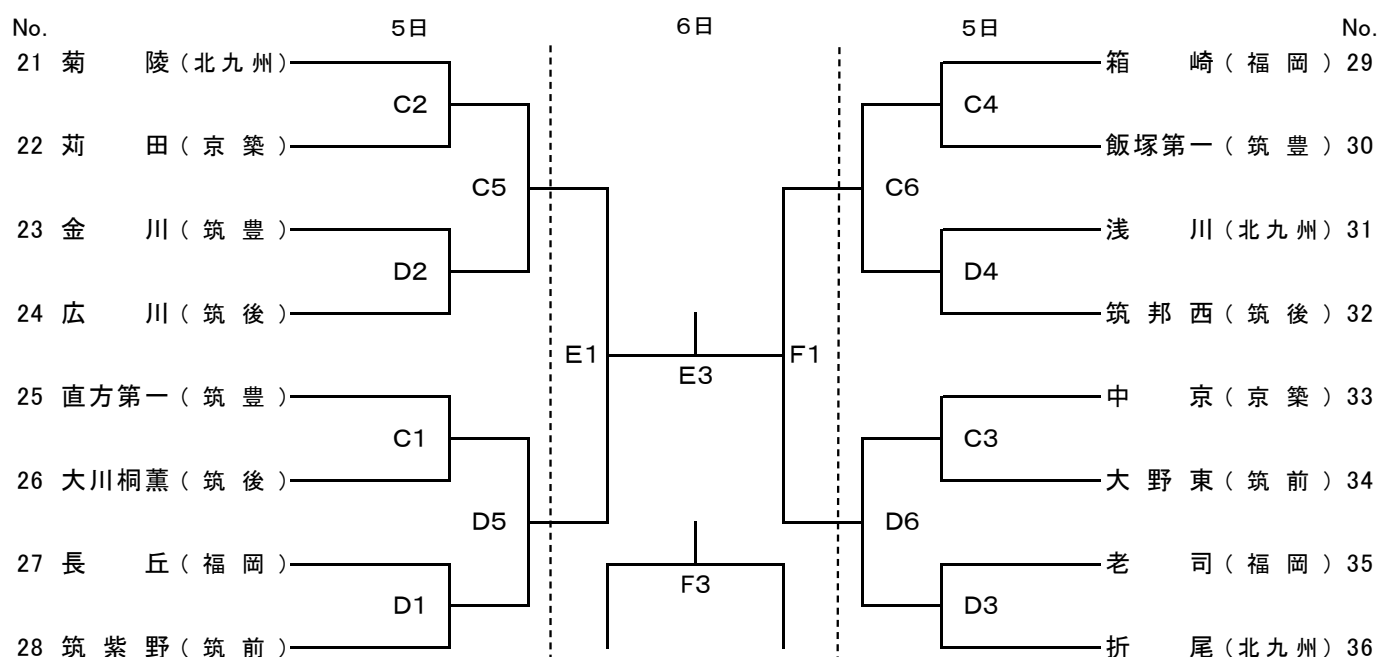 No. 5日 6日 5日 No.
21 菊陵(北九州) 箱崎(福岡) 29
C2 C4
22 苅田(京築) 飯塚第一(筑豊) 30
C5 C6
23 金川(筑豊) 浅川(北九州) 31
D2 D4
24 広川(筑後) 筑邦西(筑後) 32
E1 F1
E3
25 直方第一(筑豊) 中京(京築) 33
C1 C3
26 大川桐薫(筑後) 大野東(筑前) 34
D5 D6
27 長丘(福岡) 老司(福岡) 35
F3
D1 D3
28 筑紫野(筑前) 折尾(北九州) 36